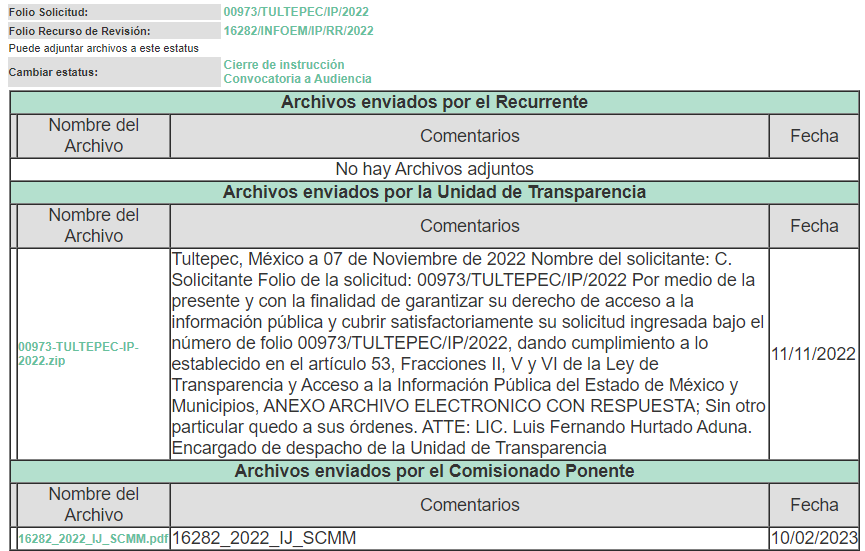 Folio Solicitud: 00973/TULTEPEC/IP/2022
Folio Recurso de Revisión: 16282/INFOEM/IP/RR/2022
Puede adjuntar archivos a este estatus
Cambiar estatus: Cierre de instrucción
Convocatoria a Audiencia
Archivos enviados por el Recurrente
Nombre del
Archivo
Comentarios
Fecha
No hay Archivos adjuntos
Archivos enviados por la Unidad de Transparencia
Nombre del
Archivo
Comentarios
Fecha
00973-TULTEPEC-IP-
2022.zip
Tultepec, México a 07 de Noviembre de 2022 Nombre del solicitante: C.
Solicitante Folio de la solicitud: 00973/TULTEPEC/IP/2022 Por medio de la
presente y con la finalidad de garantizar su derecho de acceso a la
información pública y cubrir satisfactoriamente su solicitud ingresada bajo el
número de folio 00973/TULTEPEC/IP/2022, dando cumplimiento a lo
establecido en el artículo 53, Fracciones II, V y VI de la Ley de
Transparencia y Acceso a la Información Pública del Estado de México y
Municipios, ANEXO ARCHIVO ELECTRONICO CON RESPUESTA; Sin otro
particular quedo a sus órdenes. ATTE: LIC. Luis Fernando Hurtado Aduna.
Encargado de despacho de la Unidad de Transparencia
11/11/2022
Archivos enviados por el Comisionado Ponente
Nombre del
Archivo
Comentarios
Fecha
16282_2022_IJ_SCMM.pdf
16282_2022_IJ_SCMM
10/02/2023